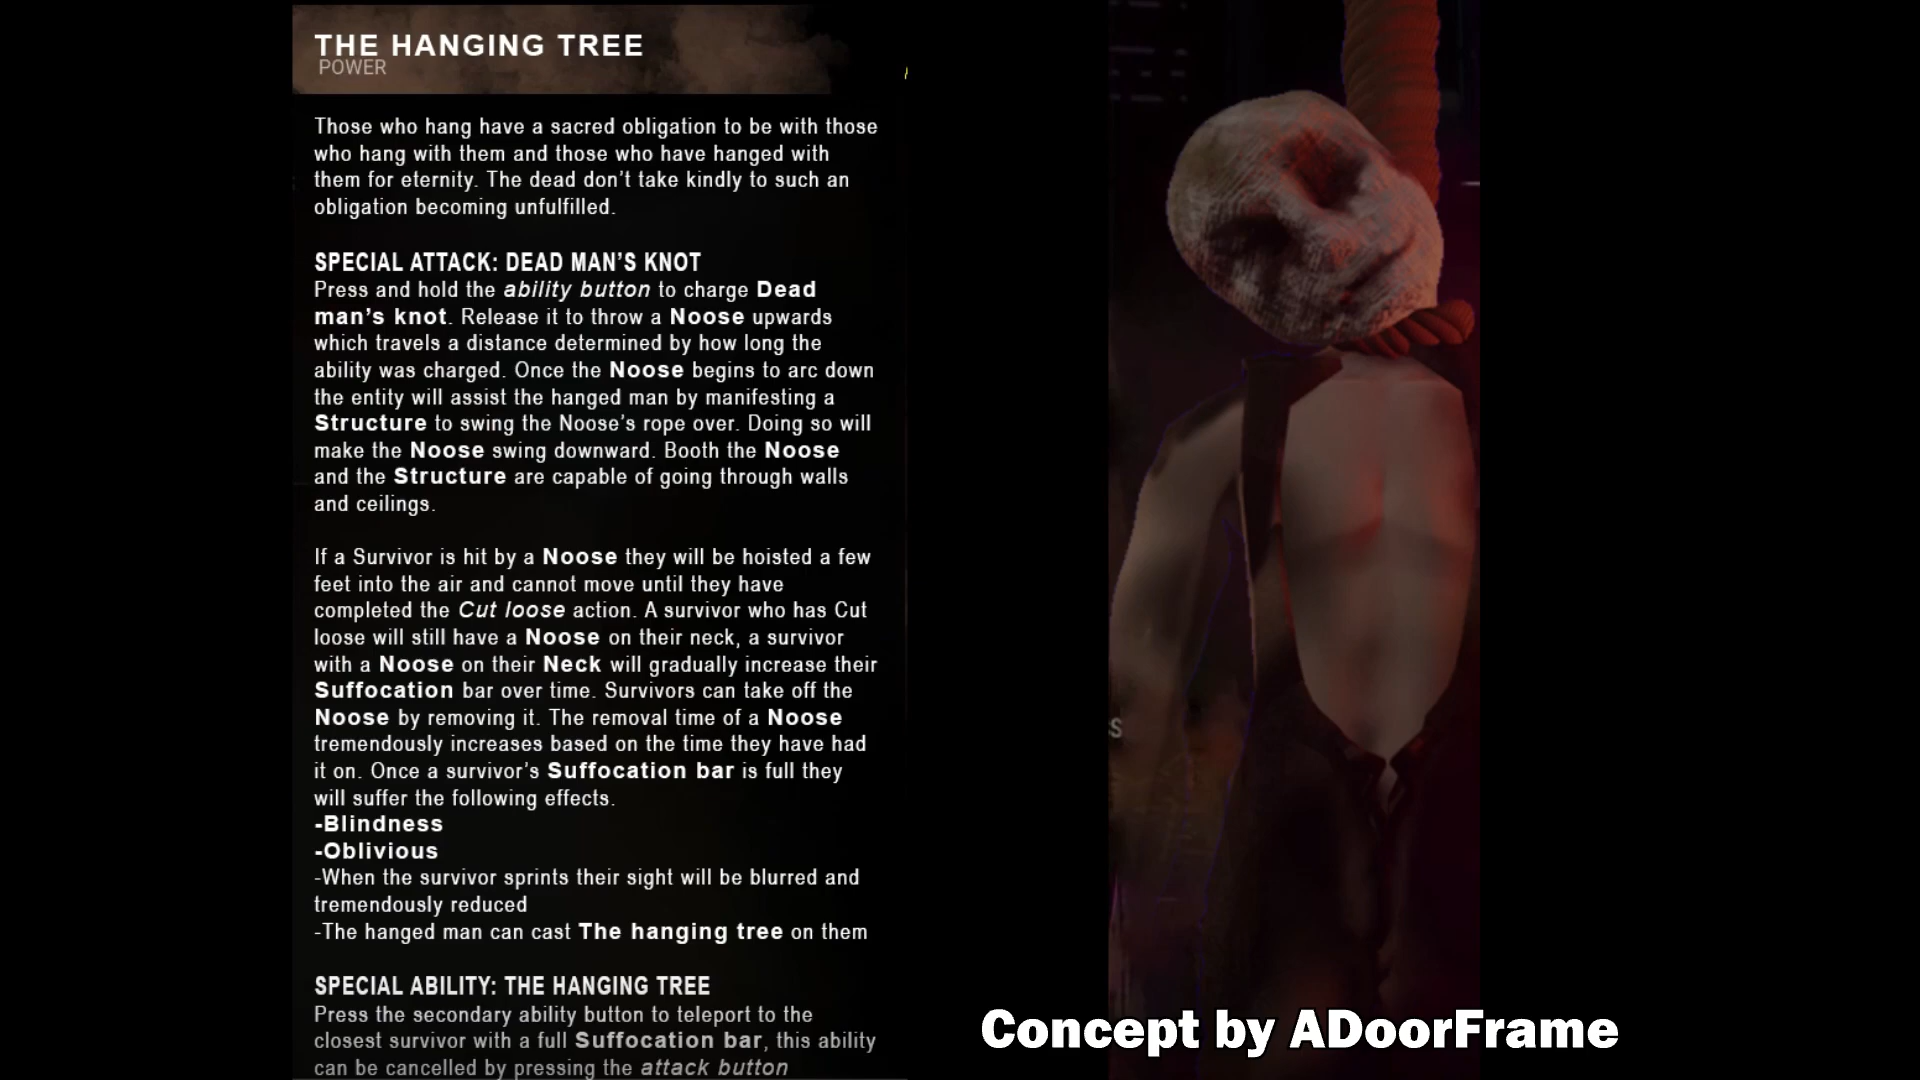 THE HANGING TREE
POWER
Those who hang have a sacred obligation to be with those
who hang with them and those who have hanged with
them for eternity. The dead don't take kindly to such an
obligation becoming unfulfilled.
SPECIAL ATTACK: DEAD MAN'S KNOT
Press and hold the ability button to charge Dead
man's knot. Release it to throw a Noose upwards
which travels a distance determined by how long the
ability was charged. Once the Noose begins to arc down
the entity will assist the hanged man by manifesting a
Structure to swing the Noose's rope over. Doing so will
make the Noose swing downward. Booth the Noose
and the Structure are capable of going through walls
and ceilings.
If a Survivor is hit by a Noose they will be hoisted a few
feet into the air and cannot move until they have
completed the Cut loose action. A survivor who has Cut
loose will still have a Noose on their neck, a survivor
with a Noose on their Neck will gradually increase their
Suffocation bar over time. Survivors can take off the
Noose by removing it. The removal time of a Noose
tremendously increases based on the time they have had
it on. Once a survivor's Suffocation bar is full they
will suffer the following effects.
-Blindness
-Oblivious
-When the survivor sprints their sight will be blurred and
tremendously reduced
-The hanged man can cast The hanging tree on them
SPECIAL ABILITY: THE HANGING TREE
Press the secondary ability button to teleport to the
closest survivor with a full Suffocation bar, this ability
can be cancelled by pressing the attack button
S
Concept by ADoorFrame